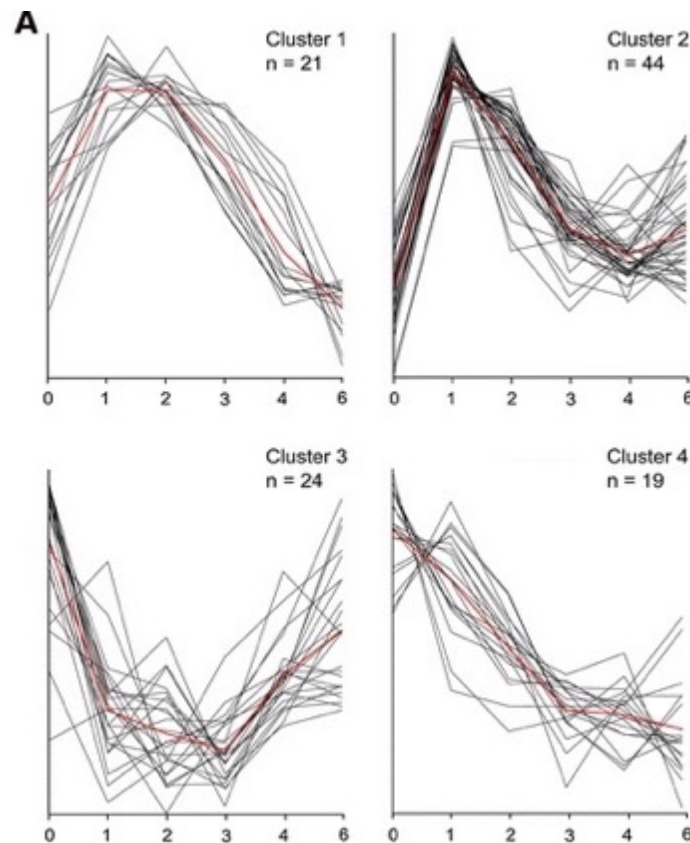 A
Cluster 1
n = 21
Cluster 2
n = 44
0 1 2 3 4 6
0 1 2 3 4 6
Cluster 3
n = 24
Cluster 4
n = 19
0 1 2 3 4 6
0 1 2 3 4 6